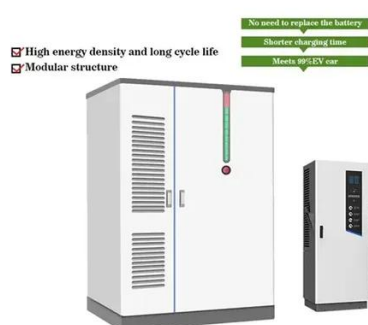 No need to replace the battery
Shorter charging time
High energy density and long cycle life
Meets 99%EV car
Modular structure